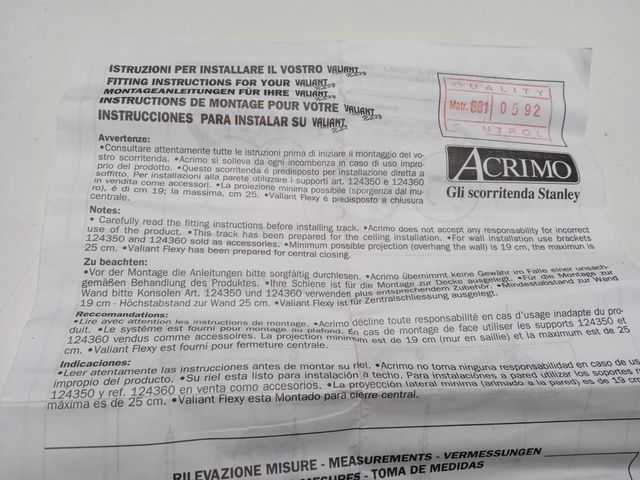 ISTRUZIONI PER INSTALLARE IL VOSTRO VALIANT Flexy
FITTING INSTRUCTIONS FOR YOUR VALIANT Flexy
MONTAGEANLEITUNGEN FÜR IHRE VALIANT Flexy
INSTRUCTIONS DE MONTAGE POUR VOTRE VALIANT Flexy
INSTRUCCIONES PARA INSTALAR SU VALIANT Flexy
QUALITY
Matr. 681 0592
CONTROL
ACRIMO
Gli scorritenda Stanley
Avvertenze:
•Consultare attentamente tutte le istruzioni prima di iniziare il montaggio del vo-
stro scorritenda. •Acrimo si solleva da ogni incombenza in caso di uso impro-
prio del prodotto. •Questo scorritenda è predisposto per installazione diretta a
soffitto. Per installazioni alla parete utilizzare i supporti art. 124350 e 124360
in vendita come accessori. •La proiezione minima possibile (sporgenza dal mu-
ro), é di cm 19; la massima, cm 25. •Valiant Flexy é predisposto a chiusura
centrale.
Notes:
• Carefully read the fitting instructions before installing track. •Acrimo does not accept any responsability for incorrect
use of the product. •This track has been prepared for the ceiling installation. •For wall installation use brackets
124350 and 124360 sold as accessories. •Minimum possible projection (overhang the wall) is 19 cm, the maximun is
25 cm. •Valiant Flexy has been prepared for central closing.
Zu beachten:
•Vor der Montage die Anleitungen bitte sorgfältig durchlesen. •Acrimo übernimmt keine Gewähr im Falle einer unsach-
gemäßen Behandlung des Produktes. •Ihre Schiene ist für die Montage zur Decke ausgelegt. •Für die Montage zur
Wand bitte Konsolen Art. 124350 und 124360 verwenden plus entsprechendem Zubehör. •Mindestabstand zur Wand
19 cm - Höchstabstand zur Wand 25 cm. •Valiant Flexy ist für Zentralschliessung ausgelegt.
Reccomandations:
•Lire avec attention les instructions de montage. •Acrimo décline toute responsabilité en cas d'usage inadapte du pro-
duit. •Le système est fourni pour montage au plafond. En cas de montage de face utiliser les supports 124350 et
124360 vendus comme accessoires. La projection minimum est de 19 cm (mur en saillie) et la maximum est de 25
cm. •Valiant Flexy est fourni pour fermeture centrale.
Indicaciones:
•Leer atentamente las instrucciones antes de montar su riel. •Acrimo no toma ninguna responsabilidad en caso de us
impropio del producto. •Su riel esta listo para instalación a techo. Para instalaciones a pared utilizar los soportes r
124350 y ref. 124360 en venta como accesorios. •La proyección lateral minima (arrimado a la pared) es de 19 cm
máxima es de 25 cm. •Valiant Flexy esta Montado para cierre central.
RILEVAZIONE MISURE - MEASUREMENTS - VERMESSUNGEN
MESURES - TOMA DE MEDIDAS